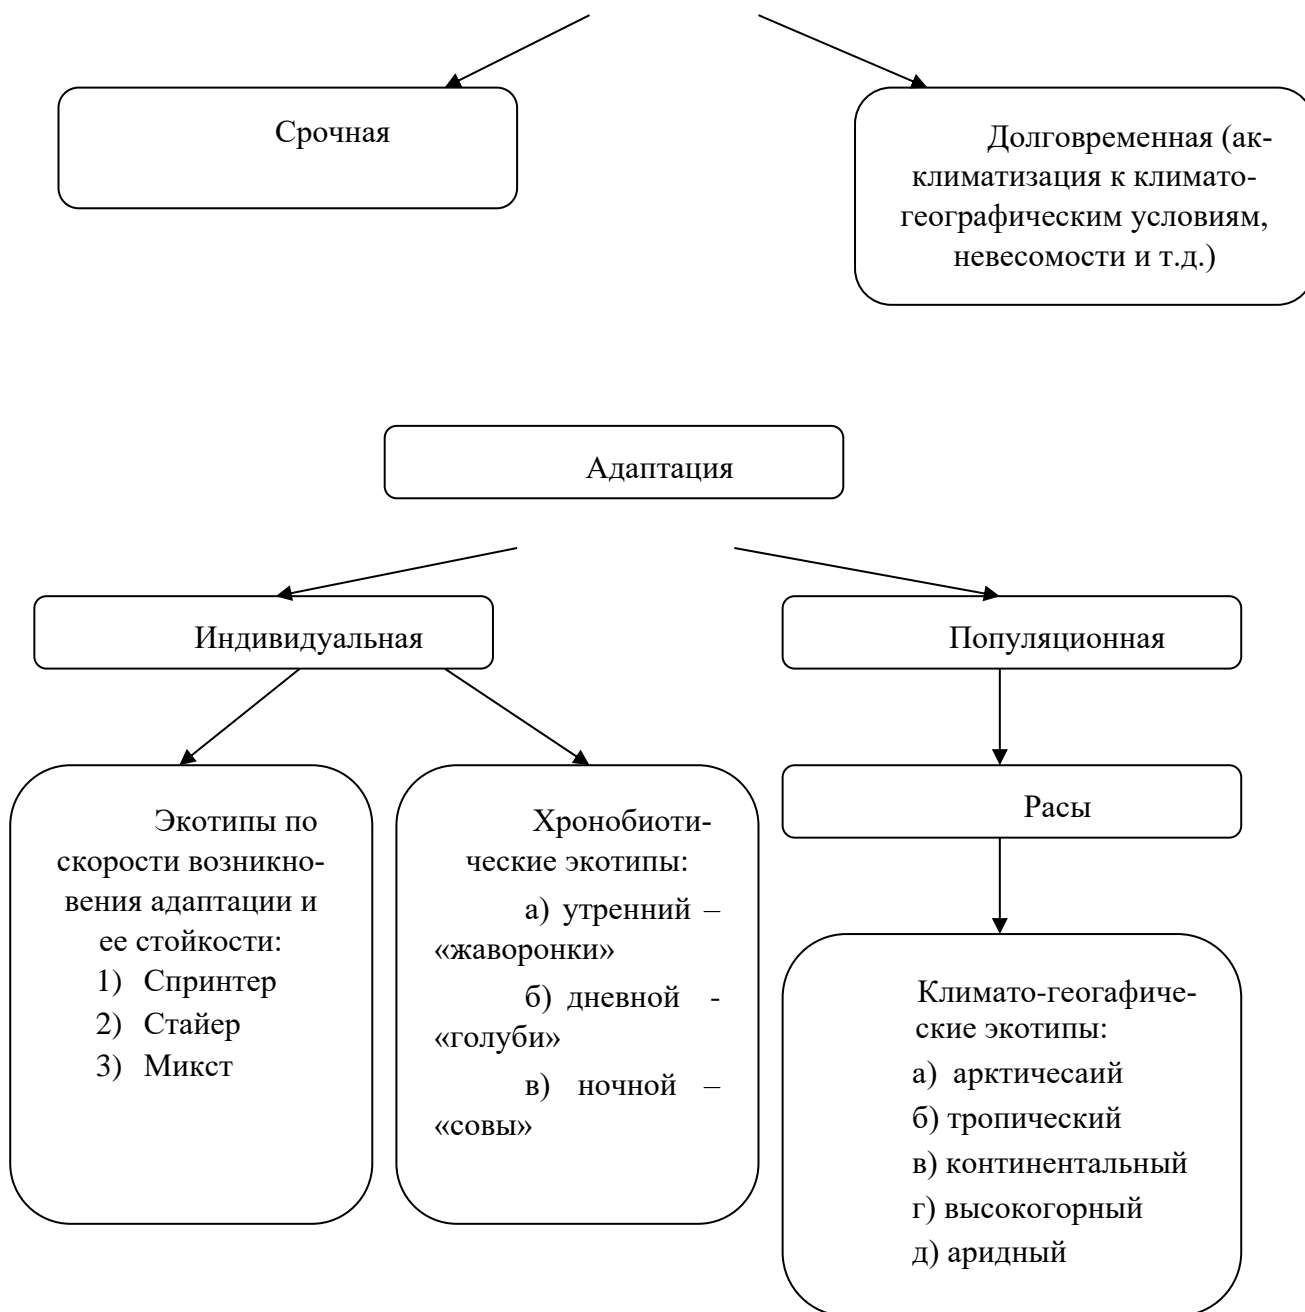 Срочная
Долговременная (ак-
климатизация к климато-
географическим условиям,
невесомости и т.д.)
Адаптация
Индивидуальная
Популяционная
Экотипы по
скорости возникно-
вения адаптации и
ее стойкости:
1) Спринтер
2) Стайер
3) Микст
Хронобиоти-
ческие экотипы:
а) утренний –
«жаворонки»
б) дневной -
«голуби»
в) ночной –
«совы»
Расы
Климато-геогафиче-
ские экотипы:
а) арктичесаий
б) тропический
в) континентальный
г) высокогорный
д) аридный